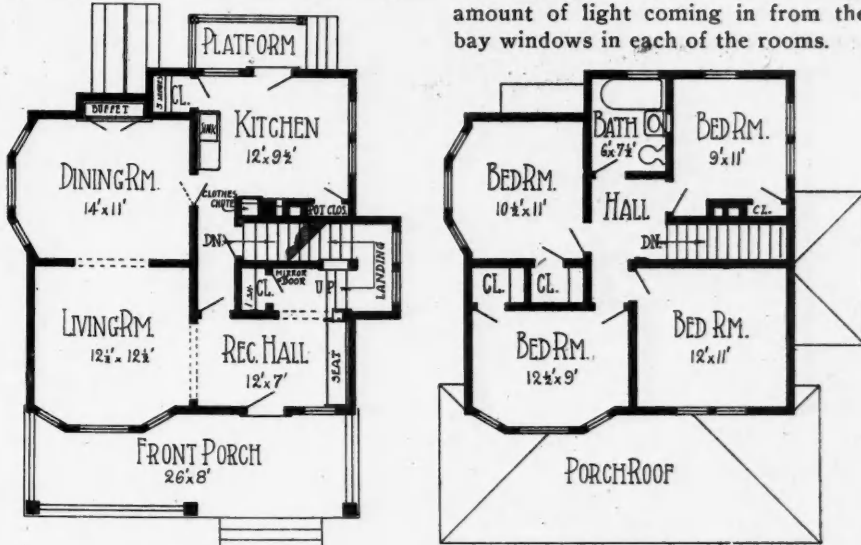 amount of light coming in from the
bay windows in each of the rooms.
PLATFORM
CL.
BUFFET
KITCHEN
12'x9½'
SINK
DINING RM.
14'x11'
CLOTHES
CHUTE
POT CLOS.
DN.
LANDING
MIRROR
DOOR
CL.
UP
LIVING RM.
12½'x12½'
REC. HALL
12'x7'
SEAT
FRONT PORCH
26'x8'
BATH
6'x7½'
BED RM.
9'x11'
BED RM.
10½'x11'
HALL
CL.
DN.
CL.
CL.
BED RM.
12½'x9'
BED RM.
12'x11'
PORCH ROOF